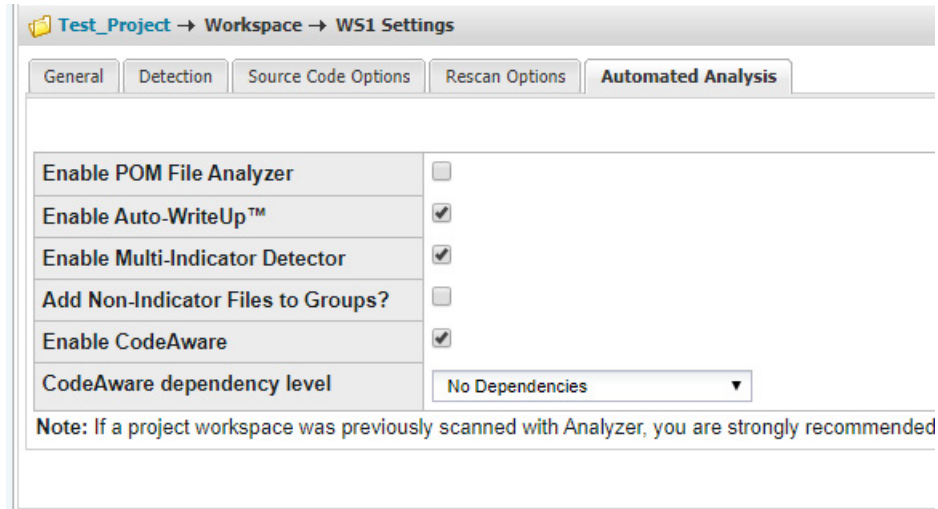 Test_Project → Workspace → WS1 Settings
General Detection Source Code Options Rescan Options Automated Analysis
Enable POM File Analyzer
Enable Auto-WriteUp™
Enable Multi-Indicator Detector
Add Non-Indicator Files to Groups?
Enable CodeAware
CodeAware dependency level No Dependencies
Note: If a project workspace was previously scanned with Analyzer, you are strongly recommended